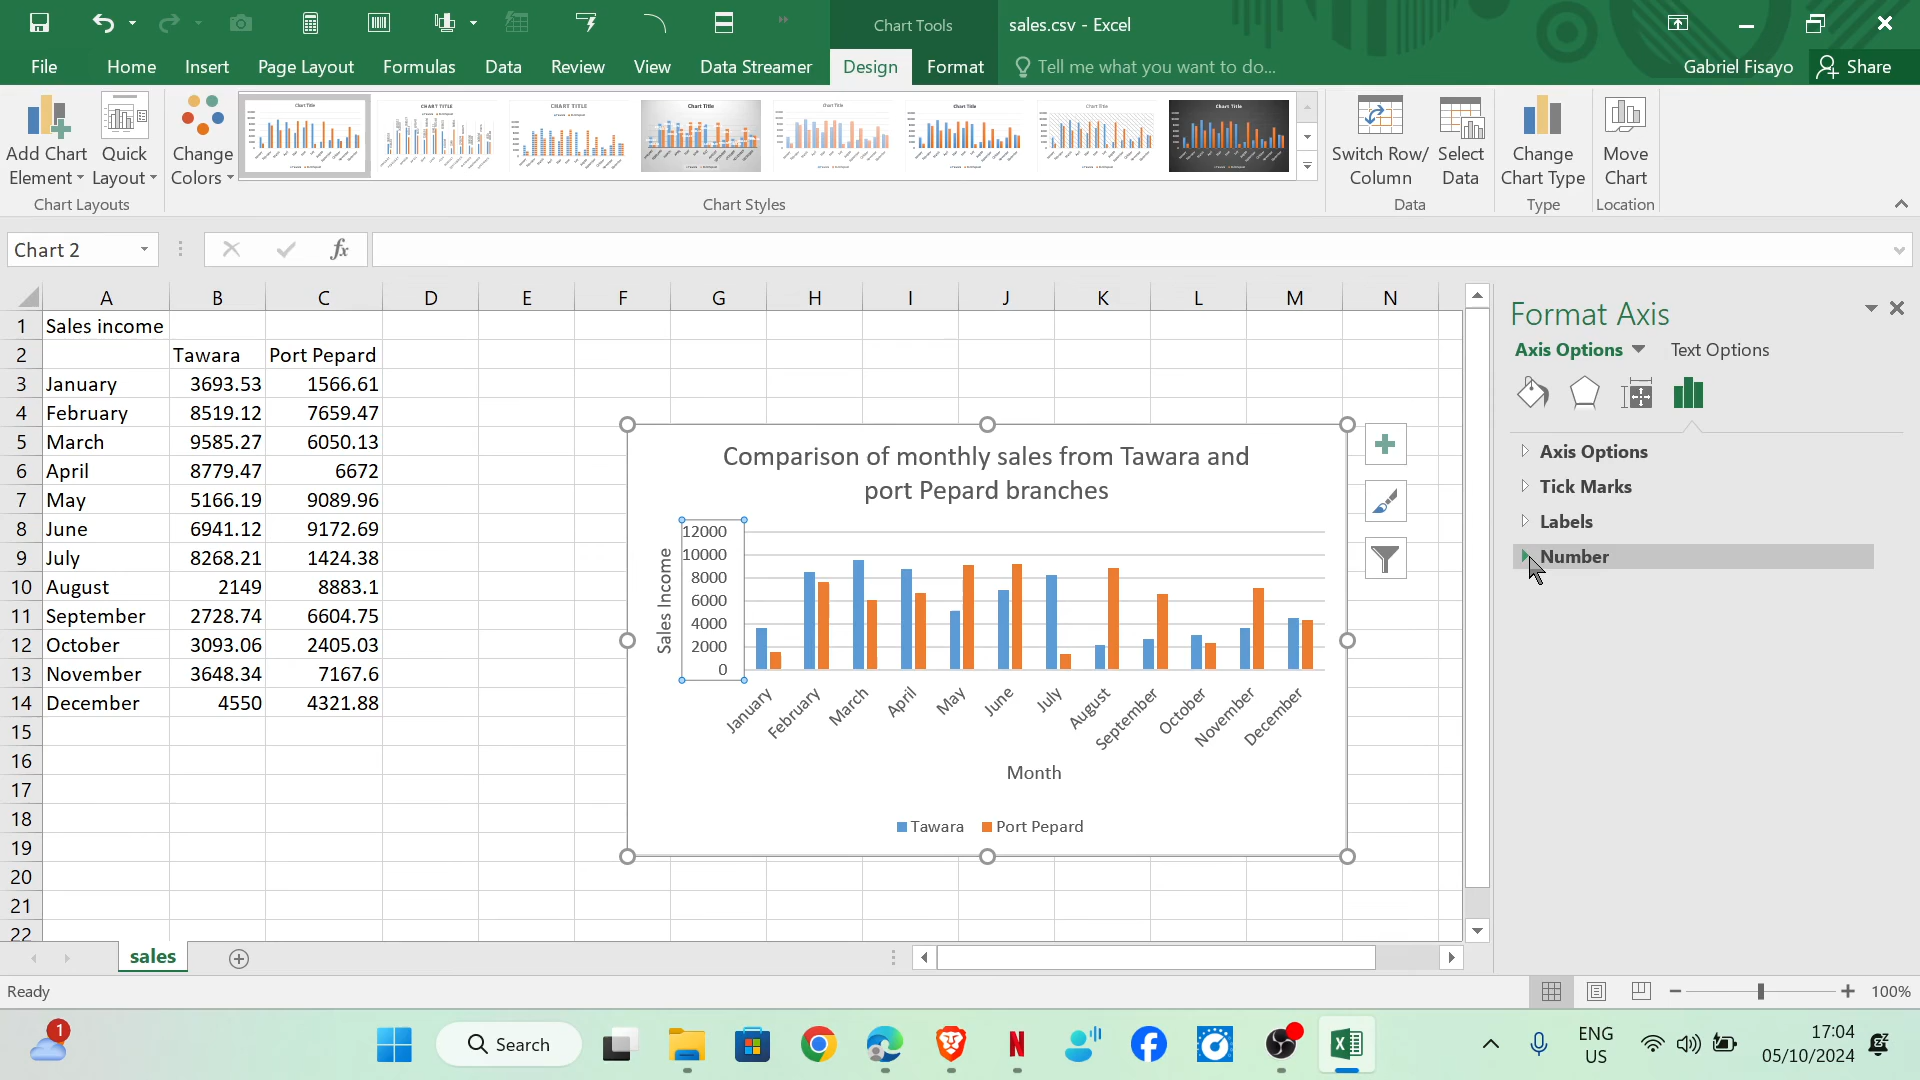 Chart Tools
sales.csv - Excel
File Home Insert Page Layout Formulas Data Review View Data Streamer Design Format Tell me what you want to do... Gabriel Fisayo Share
Add Chart Element
Quick Layout
Chart Layouts
Change Colors
Chart Styles
Switch Row/ Column
Select Data
Data
Change Chart Type
Type
Move Chart
Location
Chart 2
fx
A B C D E F G H I J K L M N
1 Sales income
2 Tawara Port Pepard
3 January 3693.53 1566.61
4 February 8519.12 7659.47
5 March 9585.27 6050.13
6 April 8779.47 6672
7 May 5166.19 9089.96
8 June 6941.12 9172.69
9 July 8268.21 1424.38
10 August 2149 8883.1
11 September 2728.74 6604.75
12 October 3093.06 2405.03
13 November 3648.34 7167.6
14 December 4550 4321.88
15
16
17
18
19
20
21
22
Comparison of monthly sales from Tawara and
port Pepard branches
Sales Income
12000
10000
8000
6000
4000
2000
0
January February March April May June July August September October November December
Month
Tawara Port Pepard
Format Axis
Axis Options Text Options
Axis Options
Tick Marks
Labels
Number
sales
Ready
100%
1
Search
ENG
US
17:04
05/10/2024